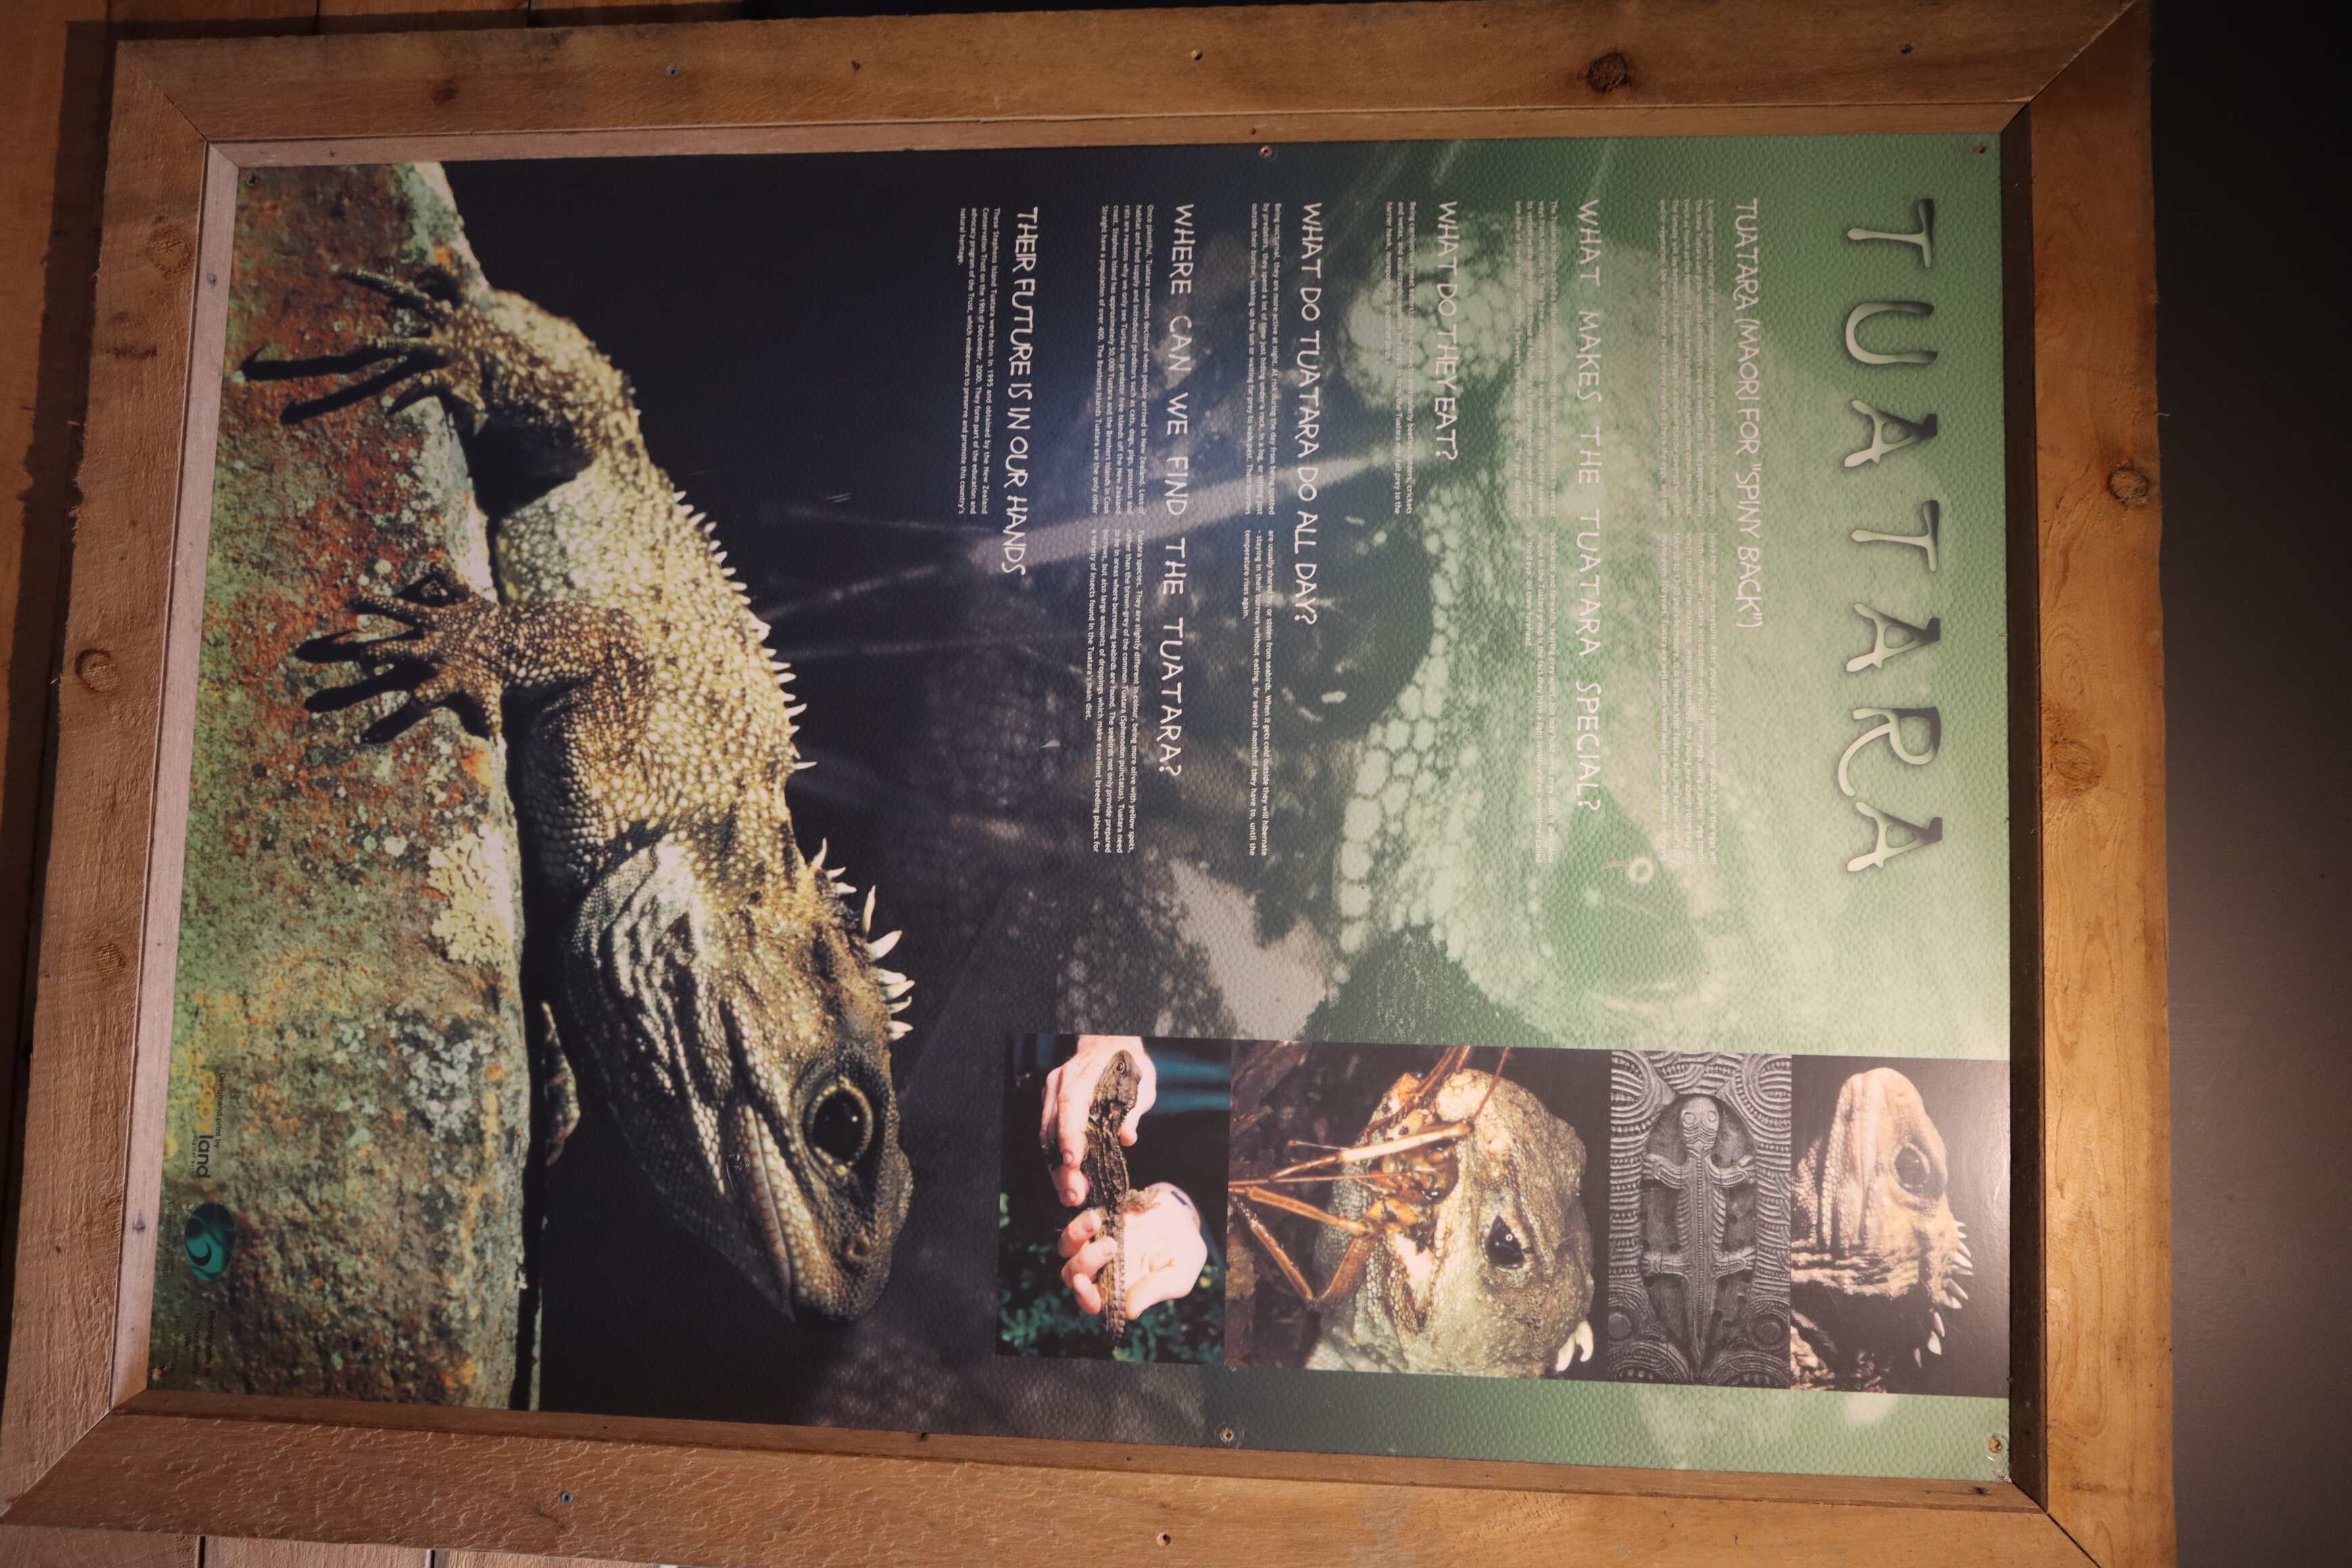 TUATARA
TUATARA (MAORI FOR "SPINY BACK")
A unique ancient reptile that has remained unchanged over the past 150 million years.
The male Tuatara can grow up to 60 centimetres long and weigh up to 1.3kg (approximately
twice as much as the females). Tuatara have scaly skins and soft spines down their backs.
The female will lay between 2-15 soft shelled eggs in a shallow burrow covered with soil
and/or vegetation. She will return for two to three nights to check the eggs, and then
leave them, never to return. After about 12-16 months, only about 2% of the eggs will
hatch. The baby Tuatara will cut their way out of their eggs using a special "egg tooth"
which falls off after hatching. When first hatched, the young are about 10cm long and
take up to 13-20 years to mature. It is believed that Tuatara can live to well over 100,
maybe even 300 years. Tuatara are well known within Maori culture as evident in carving.
WHAT MAKES THE TUATARA SPECIAL?
The Tuatara is often called a lizard. However, although it is a reptile, it differs in several
ways from the lizard. It may have once lived in the sea because it has no outer ears and
its vertebrae are quite similar to those of fish. Tuatara have two rows of upper teeth and
one row of lower teeth, which fits between the two upper rows. The jaw can move
backwards and forwards, tearing prey apart, but may hold on to prey until it dies. Also
unique to the Tuatara group is the fact they have a light sensitive area, sometimes called
a "third eye" on their forehead.
WHAT DO THEY EAT?
Being carnivorous (meat eaters), they eat insects, particularly beetles, spiders, crickets
and wetas, and also lizards, seabirds and frogs. In turn, the Tuatara may fall prey to the
harrier hawk, morepork owl, and other birds.
WHAT DO TUATARA DO ALL DAY?
Being nocturnal, they are more active at night. At risk during the day from being spotted
by predators, they spend a lot of time just hiding under a rock, in a log, or sitting just
outside their burrow, soaking up the sun or waiting for prey to walk past. Their burrows
are usually shared by, or stolen from seabirds. When it gets cold outside they will hibernate
- staying in their burrows without eating, for several months if they have to, until the
temperature rises again.
WHERE CAN WE FIND THE TUATARA?
Once plentiful, Tuatara numbers declined when people arrived in New Zealand. Loss of
habitat and food supply and introduced predators such as cats, dogs, pigs, possums and
rats are reasons why we only see Tuatara on predator free islands off the New Zealand
coast. Stephens Island has approximately 50,000 Tuatara and the Brothers Islands in Cook
Straight have a population of over 400. The Brothers Islands Tuatara are the only other
Tuatara species. They are slightly different in colour, being more olive with yellow spots,
rather than the brown-grey of the common Tuatara (Sphenodon punctatus). Tuatara need
to be in areas where burrowing seabirds are found. The seabirds not only provide prepared
burrows, but also large amounts of droppings which make excellent breeding places for
a variety of insects found in the Tuatara's main diet.
THEIR FUTURE IS IN OUR HANDS
These Stephens Island Tuatara were born in 1995 and obtained by the New Zealand
Conservation Trust on the 19th of December, 2000. They form part of the education and
advocacy program of the Trust, which endeavours to preserve and promote this country's
natural heritage.
Design and print by
copyland
Photography by